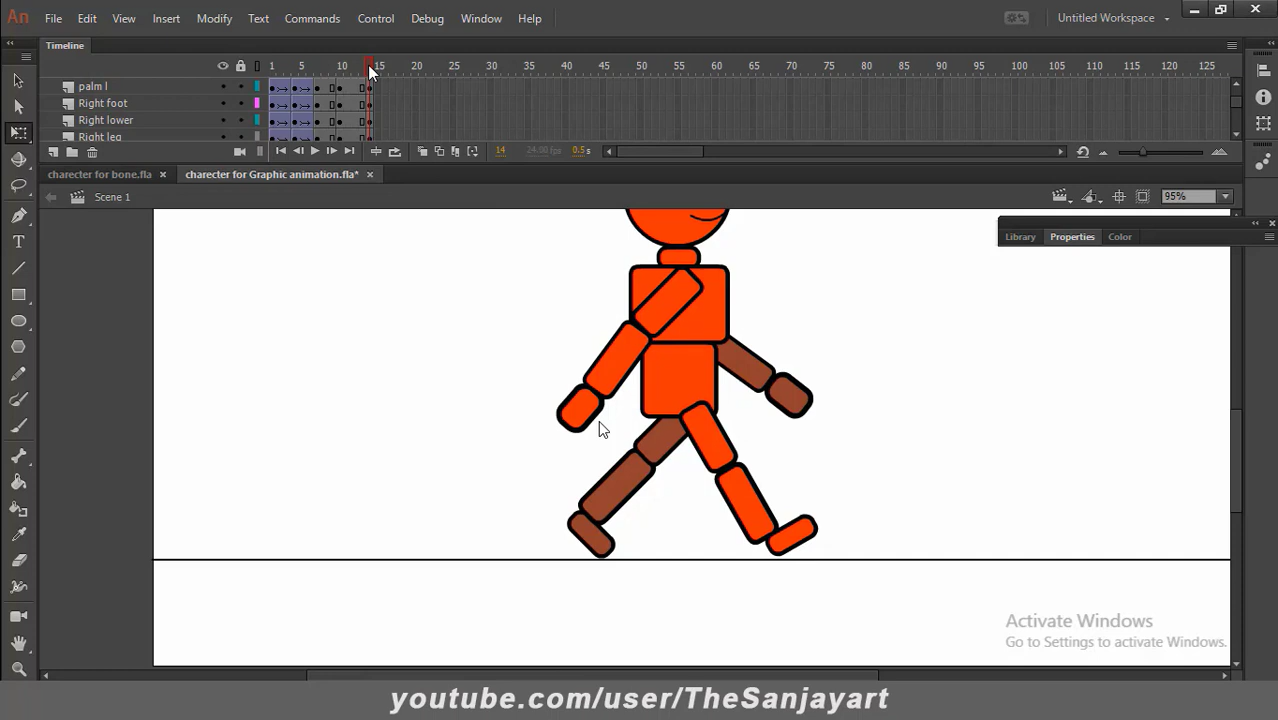 An File Edit View Insert Modify Text Commands Control Debug Window Help Untitled Workspace
Timeline
1 5 10 15 20 25 30 35 40 45 50 55 60 65 70 75 80 85 90 95 100 105 110 115 120 125
palm l
Right foot
Right lower
Right leg
14 24.00 fps 0.5 s
charecter for bone.fla charecter for Graphic animation.fla*
Scene 1 95%
Library Properties Color
Activate Windows
Go to Settings to activate Windows.
youtube.com/user/TheSanjayart